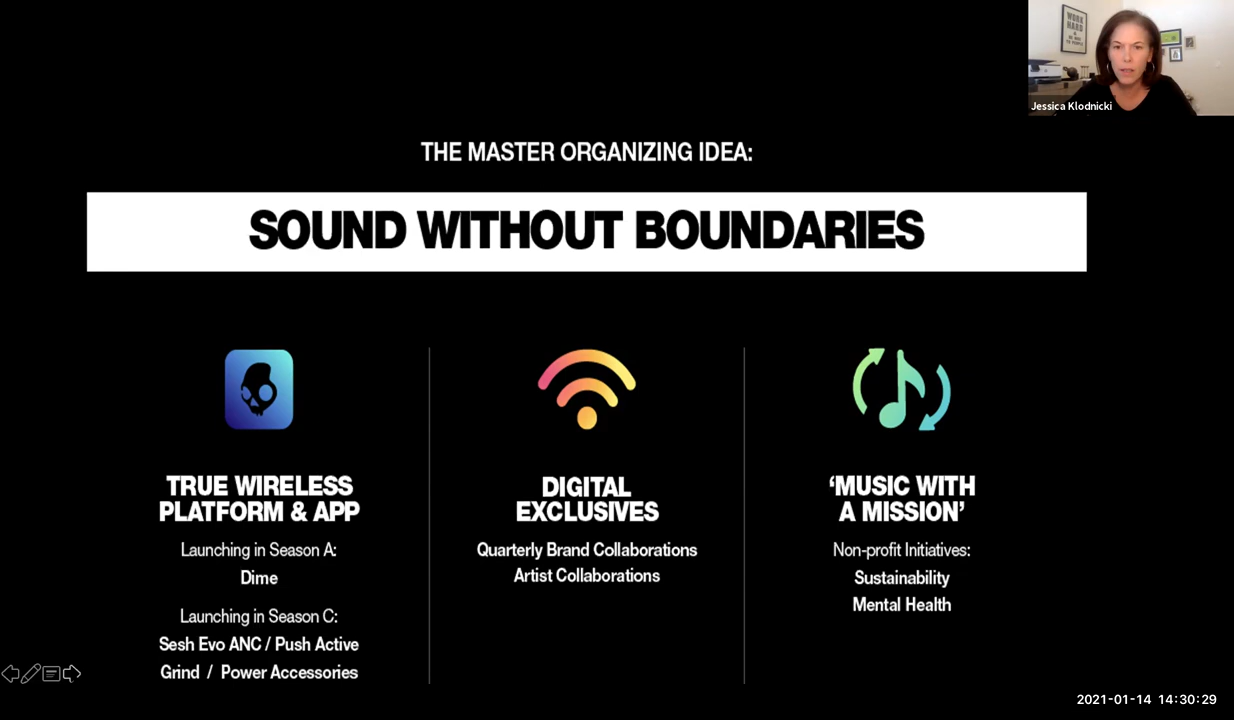 WORK
HARD
Jessica Klodnicki
THE MASTER ORGANIZING IDEA:
SOUND WITHOUT BOUNDARIES
TRUE WIRELESS
PLATFORM & APP
Launching in Season A:
Dime
Launching in Season C:
Sesh Evo ANC / Push Active
Grind / Power Accessories
DIGITAL
EXCLUSIVES
Quarterly Brand Collaborations
Artist Collaborations
‘MUSIC WITH
A MISSION’
Non-profit Initiatives:
Sustainability
Mental Health
2021-01-14 14:30:29